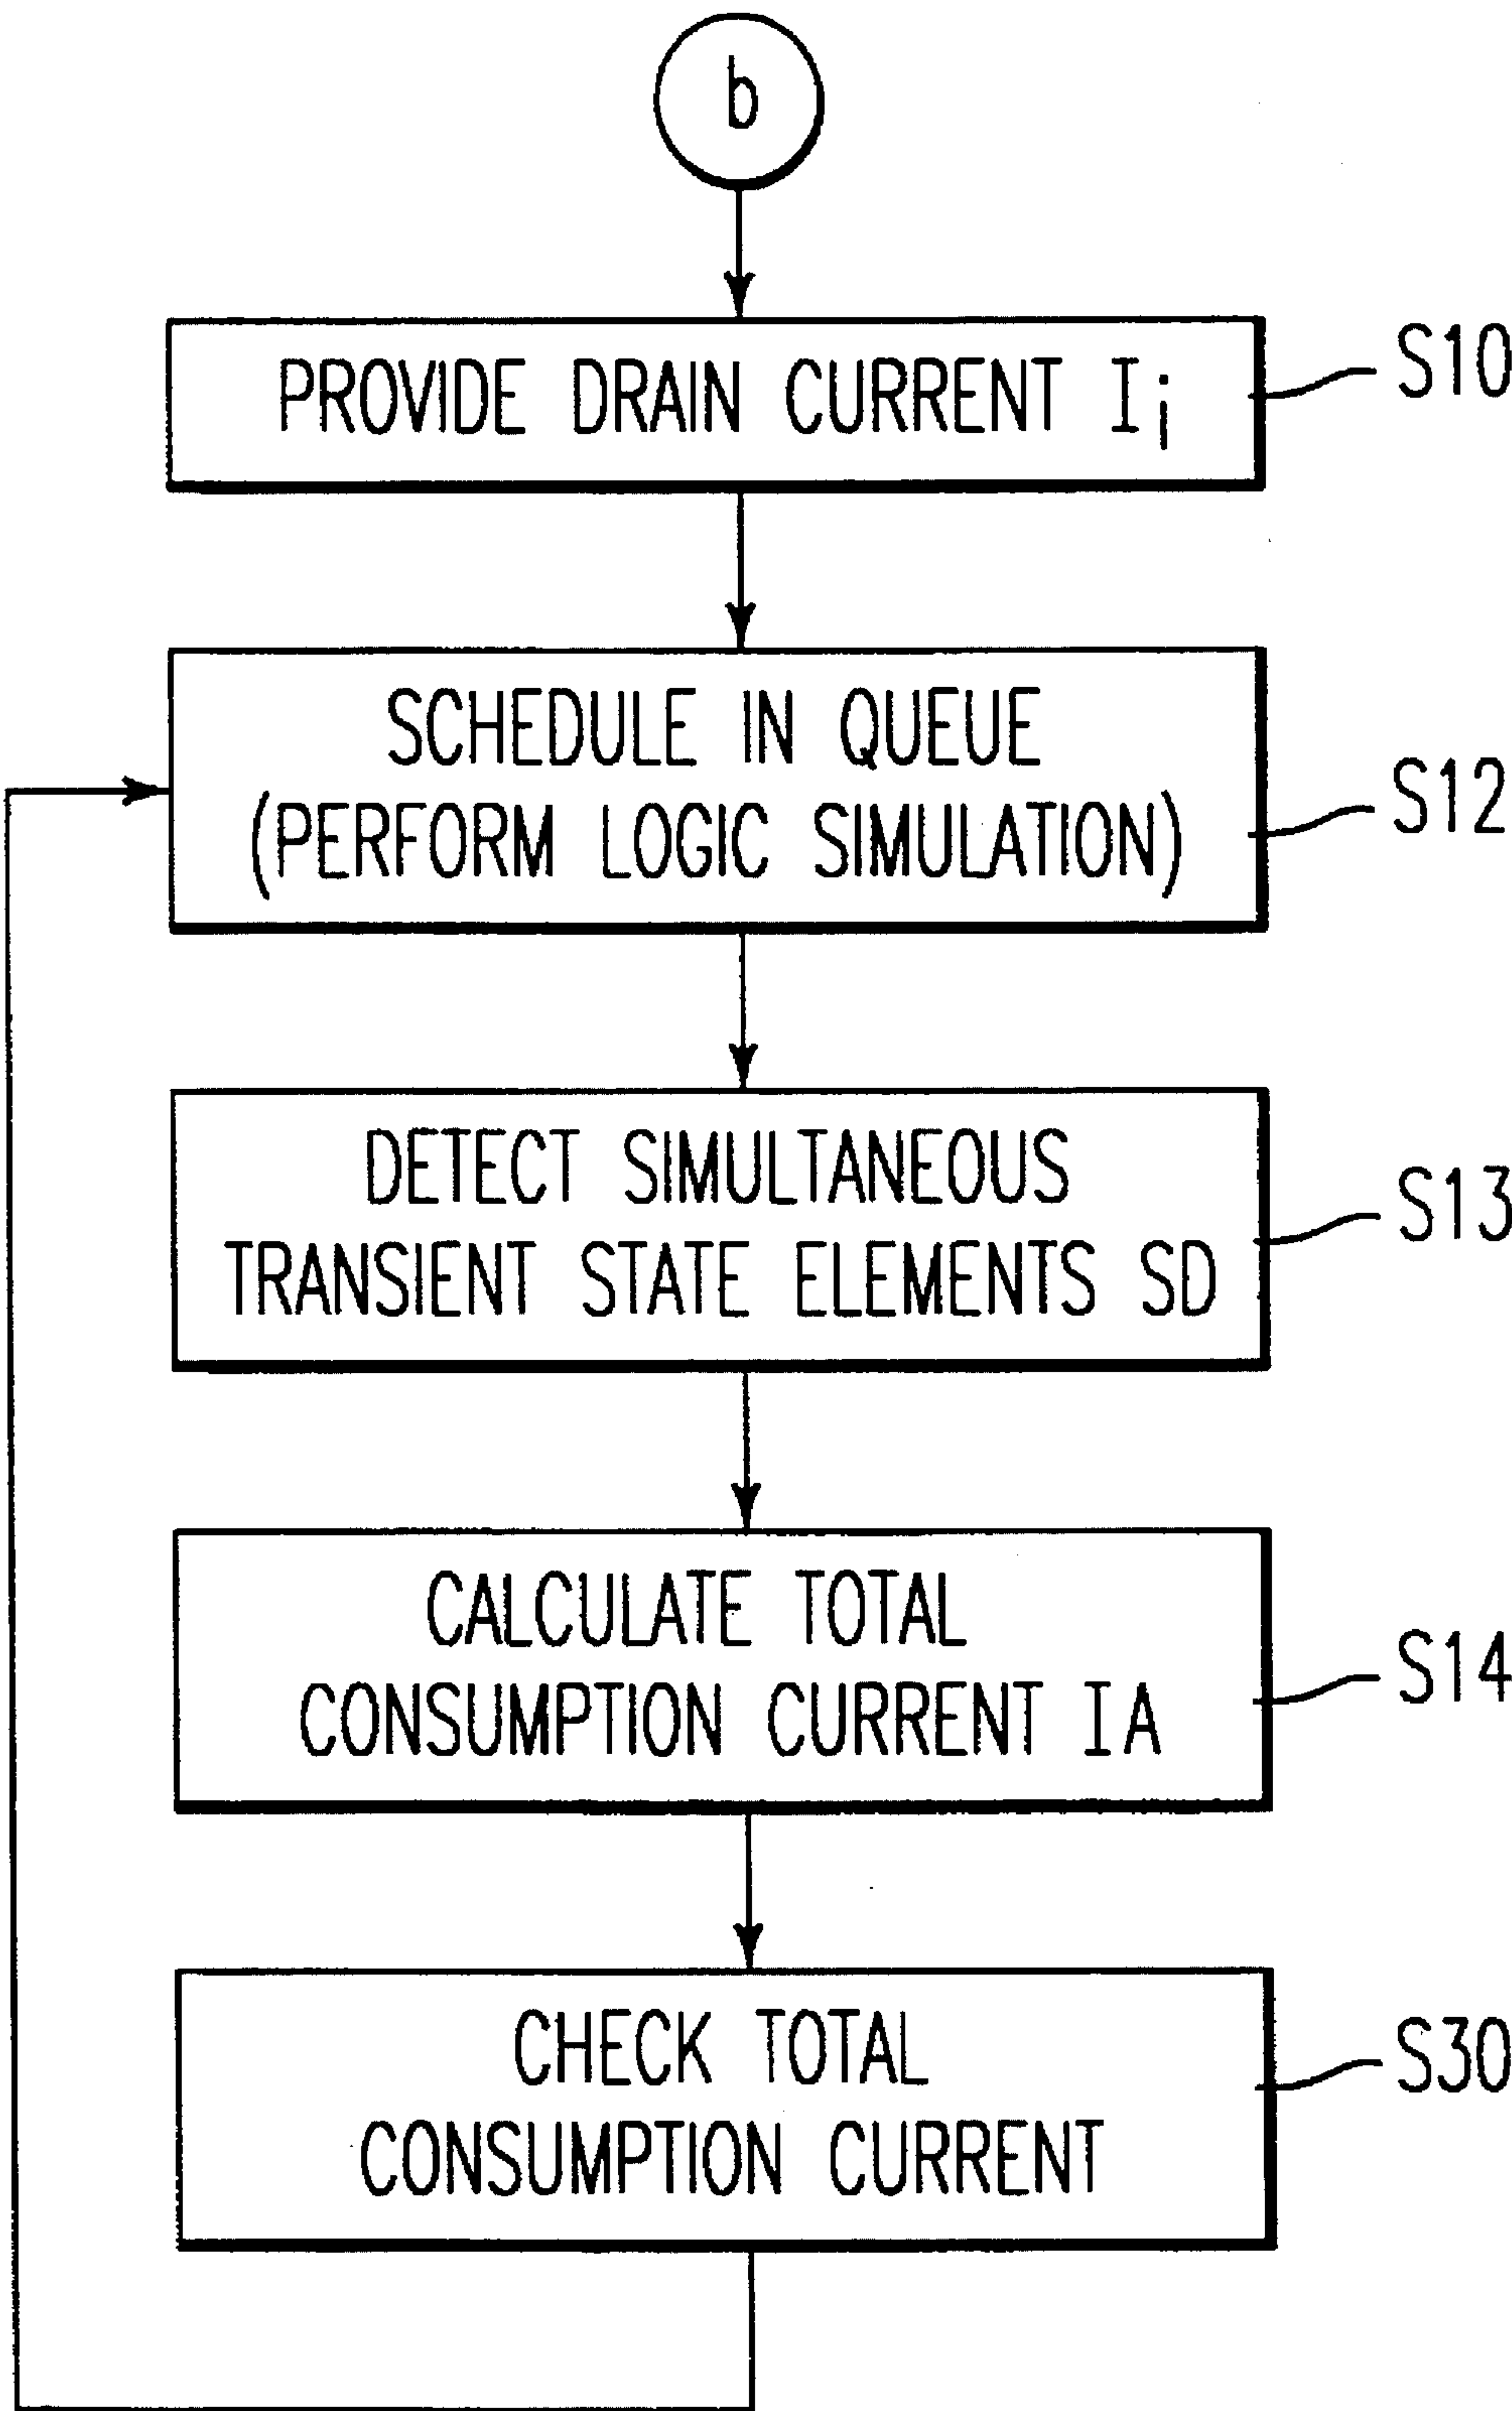 b
PROVIDE DRAIN CURRENT Ii
S10
SCHEDULE IN QUEUE
(PERFORM LOGIC SIMULATION)
S12
DETECT SIMULTANEOUS
TRANSIENT STATE ELEMENTS SD
S13
CALCULATE TOTAL
CONSUMPTION CURRENT IA
S14
CHECK TOTAL
CONSUMPTION CURRENT
S30